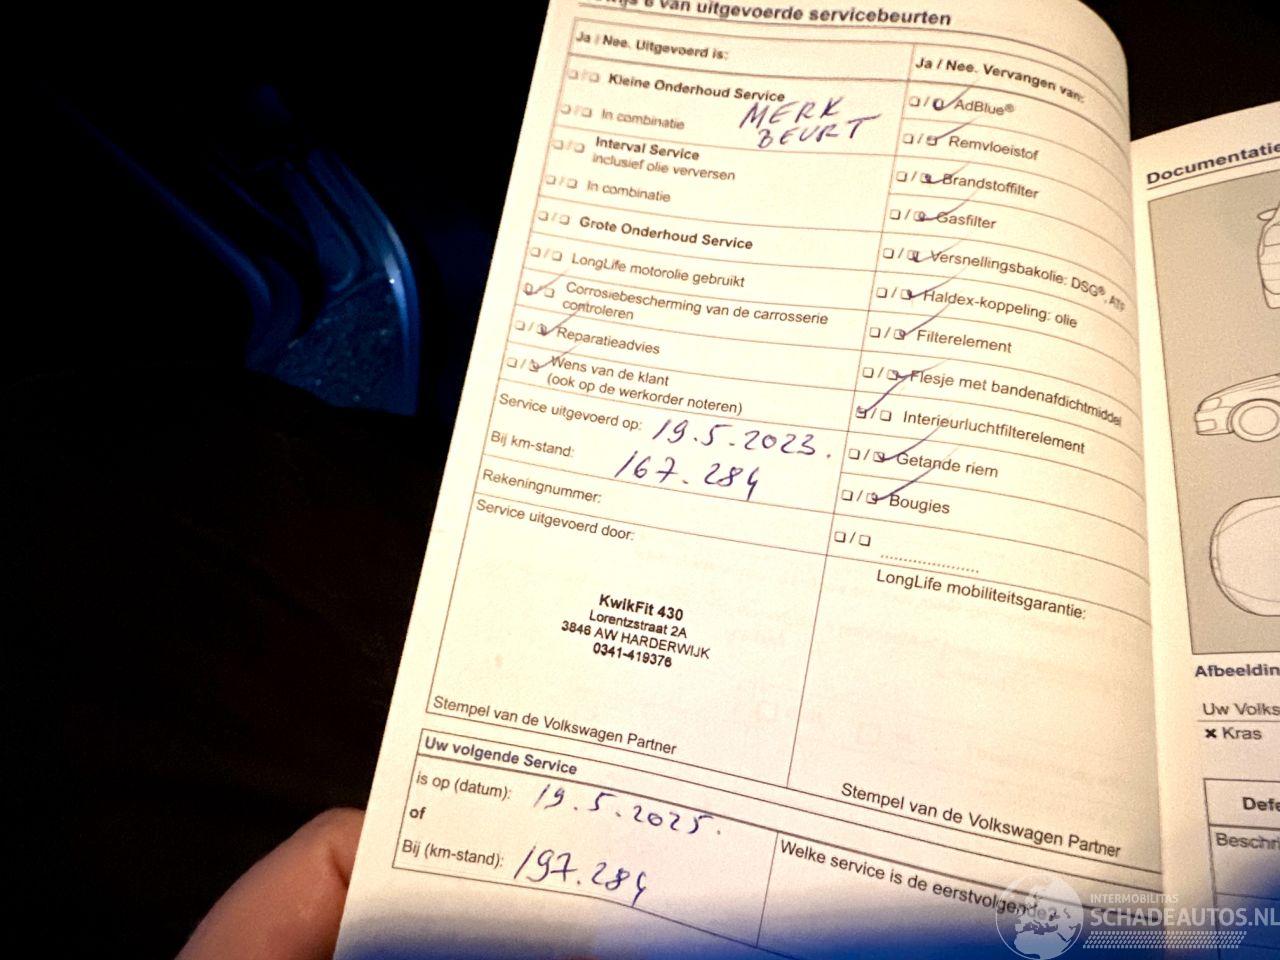 6 van uitgevoerde servicebeurten
Ja / Nee. Uitgevoerd is:
☐/☐ Kleine Onderhoud Service
MERK
☐/☐ In combinatie
BEURT
☐/☐ Interval Service
inclusief olie verversen
☐/☐ In combinatie
☐/☐ Grote Onderhoud Service
☐/☐ LongLife motorolie gebruikt
☑/☐ Corrosiebescherming van de carrosserie
controleren
☐/☑ Reparatieadvies
☐/☑ Wens van de klant
(ook op de werkorder noteren)
Service uitgevoerd op: 19.5.2023.
Bij km-stand: 167.284
Rekeningnummer:
Service uitgevoerd door:
KwikFit 430
Lorentzstraat 2A
3846 AW HARDERWIJK
0341-419376
Stempel van de Volkswagen Partner
Ja / Nee. Vervangen van:
☐/☑ AdBlue®
☐/☑ Remvloeistof
☐/☑ Brandstoffilter
☐/☑ Gasfilter
☐/☑ Versnellingsbakolie: DSG®,
☐/☑ Haldex-koppeling: olie
☐/☑ Filterelement
☐/☑ Flesje met bandenafdichtmiddel
☑/☐ Interieurluchtfilterelement
☐/☑ Getande riem
☐/☑ Bougies
☐/☐ ....................
LongLife mobiliteitsgarantie:
Stempel van de Volkswagen Partner
Uw volgende Service
is op (datum): 19.5.2025.
of
Bij (km-stand): 197.284
Welke service is de eerstvolgende
Documentatie
Afbeeldin
Uw Volks
✖ Kras
Defe
Beschri
INTERMOBILITAS
SCHADEAUTOS.NL